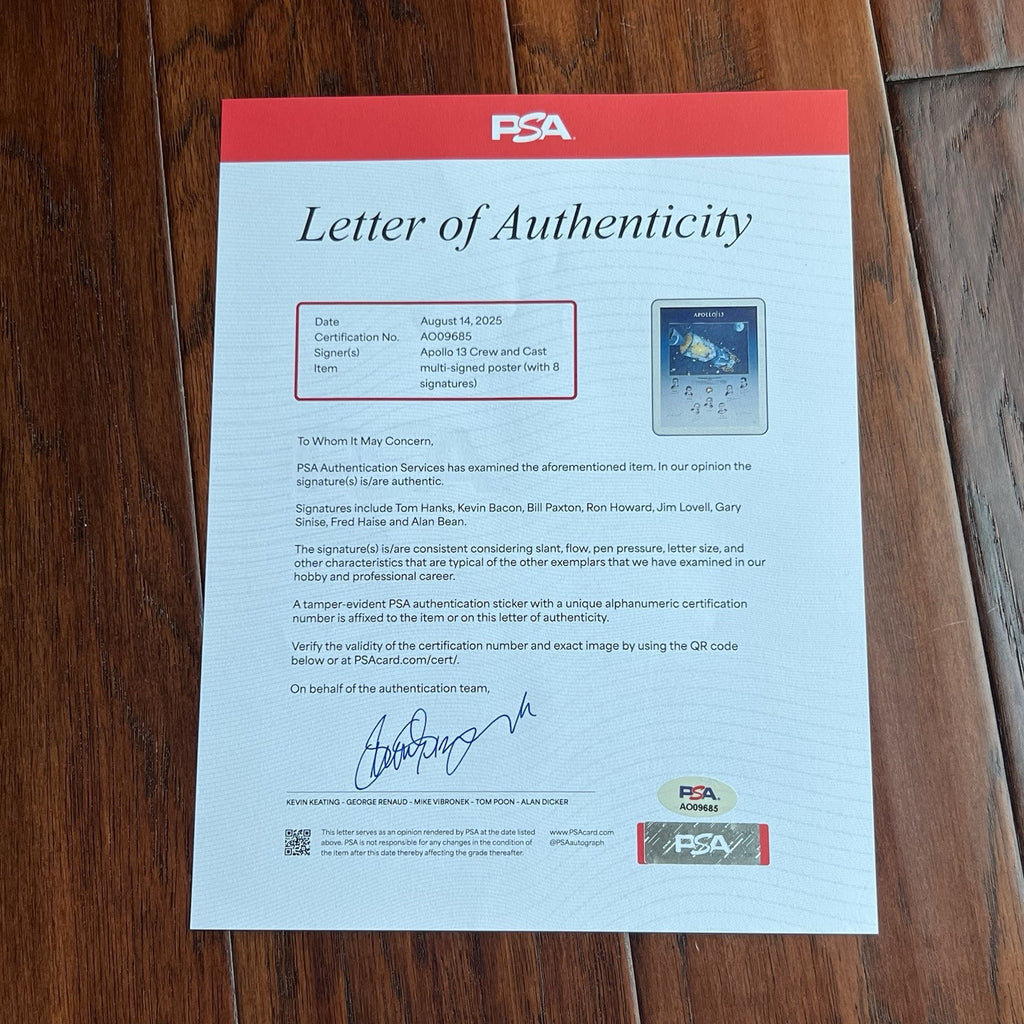 PSA
Letter of Authenticity
Date August 14, 2025
Certification No. AO09685
Signer(s) Apollo 13 Crew and Cast
Item multi-signed poster (with 8
signatures)
APOLLO 13
To Whom It May Concern,
PSA Authentication Services has examined the aforementioned item. In our opinion the
signature(s) is/are authentic.
Signatures include Tom Hanks, Kevin Bacon, Bill Paxton, Ron Howard, Jim Lovell, Gary
Sinise, Fred Haise and Alan Bean.
The signature(s) is/are consistent considering slant, flow, pen pressure, letter size, and
other characteristics that are typical of the other exemplars that we have examined in our
hobby and professional career.
A tamper-evident PSA authentication sticker with a unique alphanumeric certification
number is affixed to the item or on this letter of authenticity.
Verify the validity of the certification number and exact image by using the QR code
below or at PSAcard.com/cert/.
On behalf of the authentication team,
KEVIN KEATING - GEORGE RENAUD - MIKE VIBRONEK - TOM POON - ALAN DICKER
This letter serves as an opinion rendered by PSA at the date listed
above. PSA is not responsible for any changes in the condition of
the item after this date thereby affecting the grade thereafter.
www.PSAcard.com
@PSAautograph
PSA
AO09685
PSA